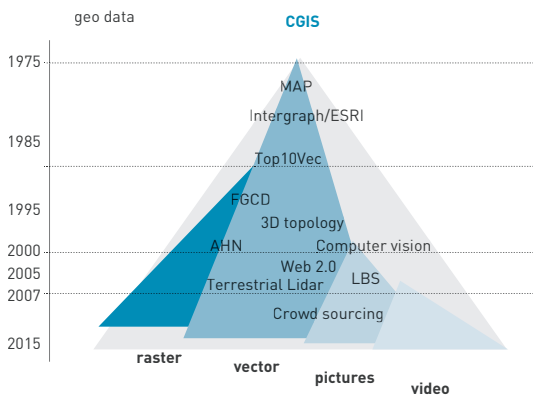 geo data
CGIS
1975
MAP
Intergraph/ESRI
1985
Top10Vec
FGCD
1995
3D topology
AHN
Computer vision
2000
Web 2.0
2005
LBS
Terrestrial Lidar
2007
Crowd sourcing
2015
raster
vector
pictures
video